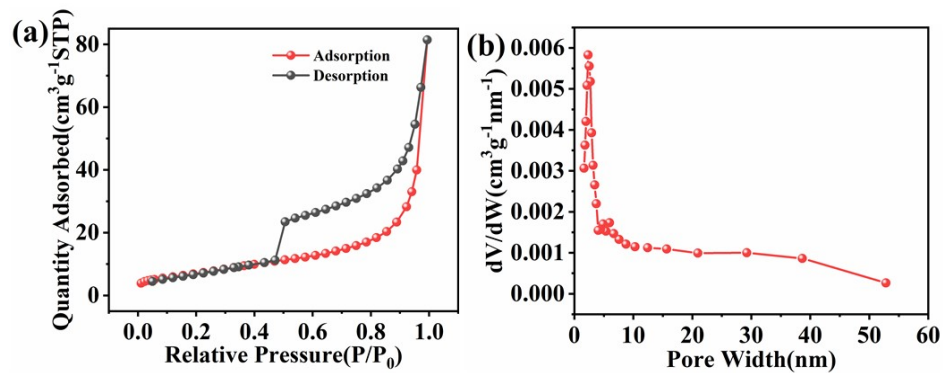 (a)
Quantity Adsorbed(cm³g⁻¹STP)
80
60
40
20
0
Adsorption
Desorption
0.0 0.2 0.4 0.6 0.8 1.0
Relative Pressure(P/P₀)
(b)
dV/dW(cm³g⁻¹nm⁻¹)
0.006
0.005
0.004
0.003
0.002
0.001
0.000
0 10 20 30 40 50 60
Pore Width(nm)